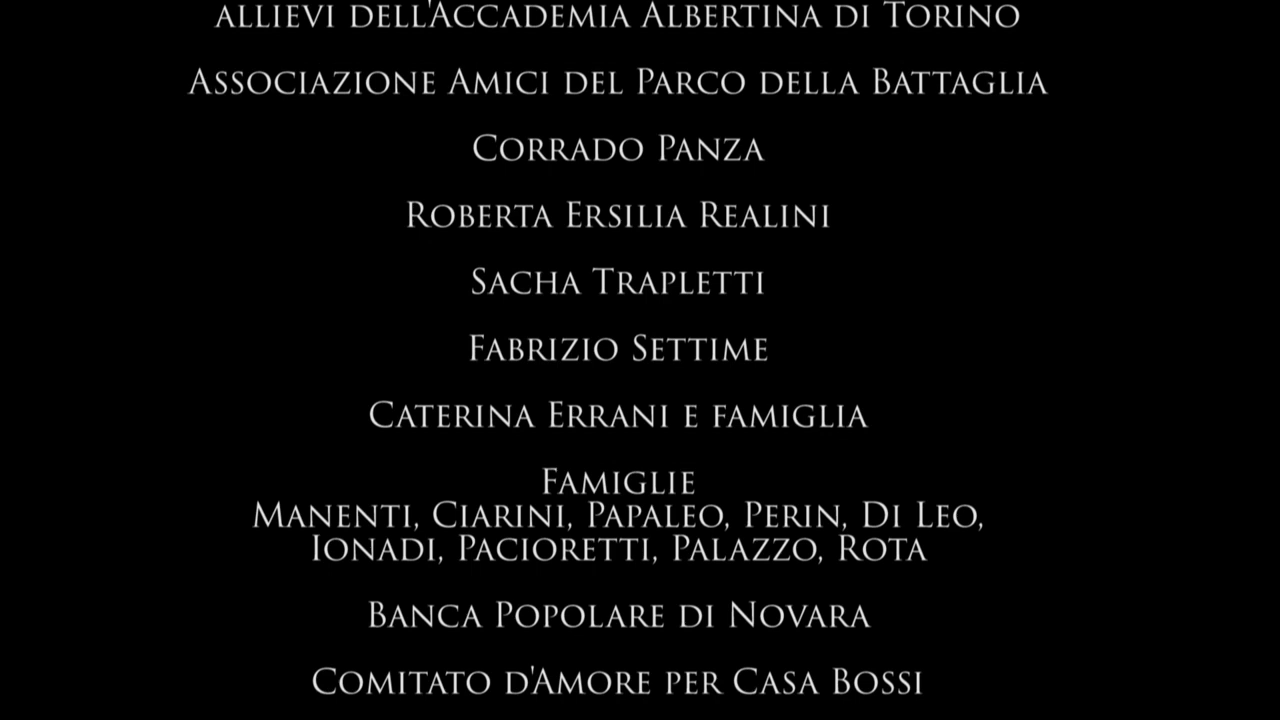 ALLIEVI DELL'ACCADEMIA ALBERTINA DI TORINO
ASSOCIAZIONE AMICI DEL PARCO DELLA BATTAGLIA
CORRADO PANZA
ROBERTA ERSILIA REALINI
SACHA TRAPLETTI
FABRIZIO SETTIME
CATERINA ERRANI E FAMIGLIA
FAMIGLIE
MANENTI, CIARINI, PAPALEO, PERIN, DI LEO,
IONADI, PACIORETTI, PALAZZO, ROTA
BANCA POPOLARE DI NOVARA
COMITATO D'AMORE PER CASA BOSSI